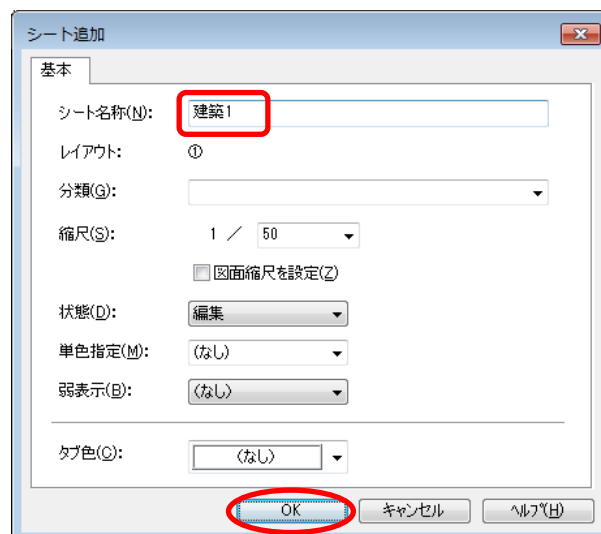 シート追加
基本
シート名称(N): 建築1
レイアウト: ①
分類(G):
縮尺(S): 1 ／ 50
図面縮尺を設定(Z)
状態(D): 編集
単色指定(M): (なし)
弱表示(B): (なし)
タブ色(C): (なし)
OK キャンセル ヘルプ(H)